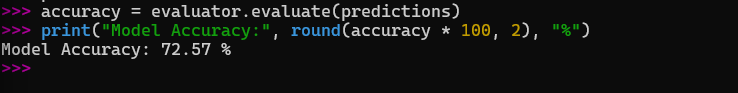 >>> accuracy = evaluator.evaluate(predictions)
>>> print("Model Accuracy:", round(accuracy * 100, 2), "%")
Model Accuracy: 72.57 %
>>>